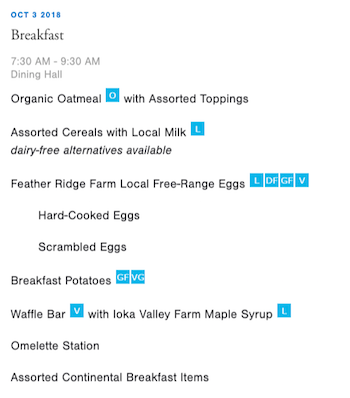 OCT 3 2018
Breakfast
7:30 AM - 9:30 AM
Dining Hall
Organic Oatmeal O with Assorted Toppings
Assorted Cereals with Local Milk L
dairy-free alternatives available
Feather Ridge Farm Local Free-Range Eggs L DF GF V
Hard-Cooked Eggs
Scrambled Eggs
Breakfast Potatoes GF VG
Waffle Bar V with Ioka Valley Farm Maple Syrup L
Omelette Station
Assorted Continental Breakfast Items